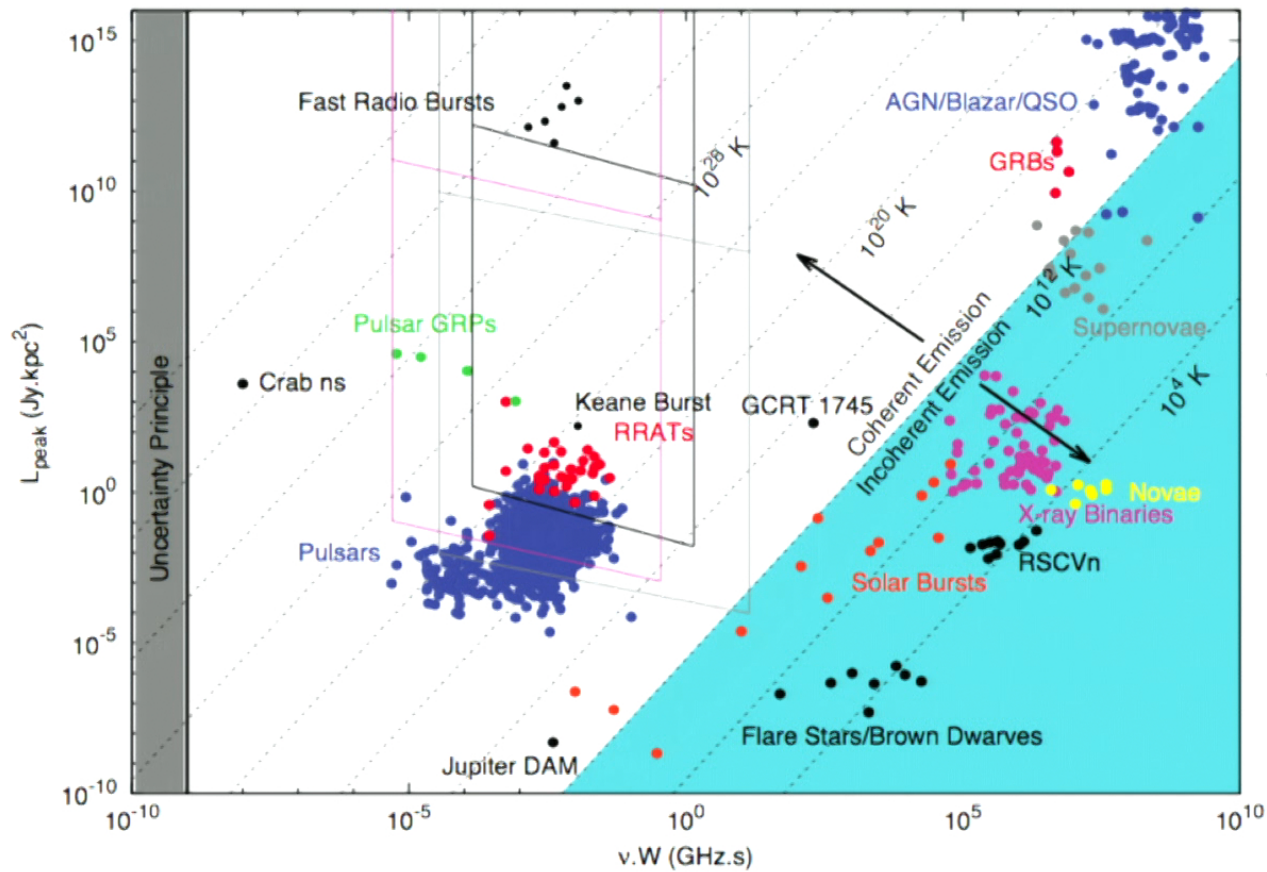 10^15
10^10
10^5
10^0
10^-5
10^-10
L_peak (Jy.kpc^2)
Uncertainty Principle
Fast Radio Bursts
AGN/Blazar/QSO
GRBs
10^28 K
10^20 K
10^12 K
10^4 K
Supernovae
Pulsar GRPs
Crab ns
Keane Burst
RRATs
GCRT 1745
Coherent Emission
Incoherent Emission
Novae
X-ray Binaries
Pulsars
RSCVn
Solar Bursts
Flare Stars/Brown Dwarves
Jupiter DAM
10^-10
10^-5
10^0
10^5
10^10
ν.W (GHz.s)